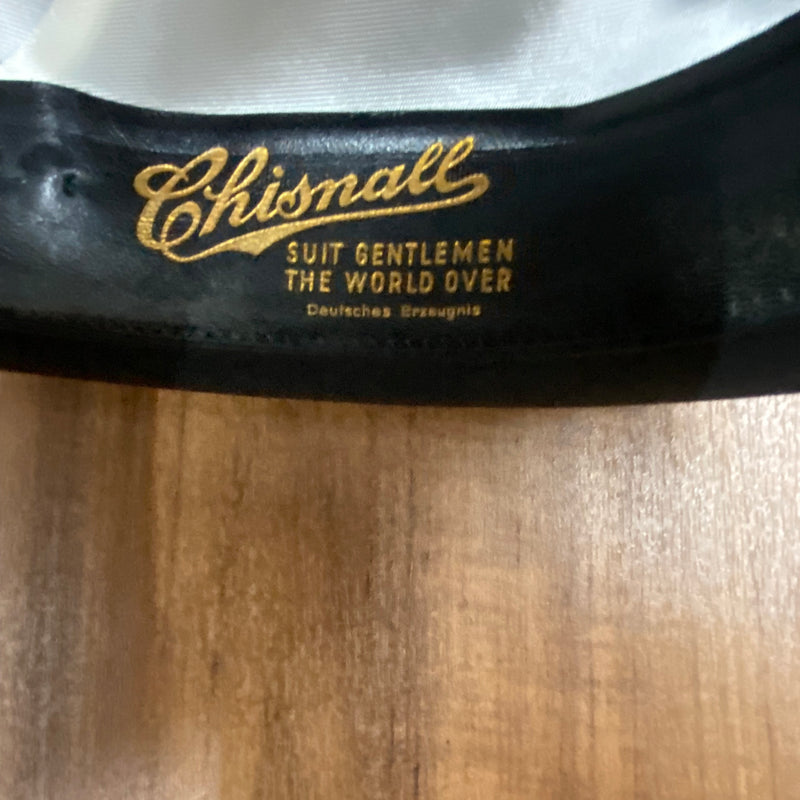 Chisnall
SUIT GENTLEMEN
THE WORLD OVER
Deutsches Erzeugnis